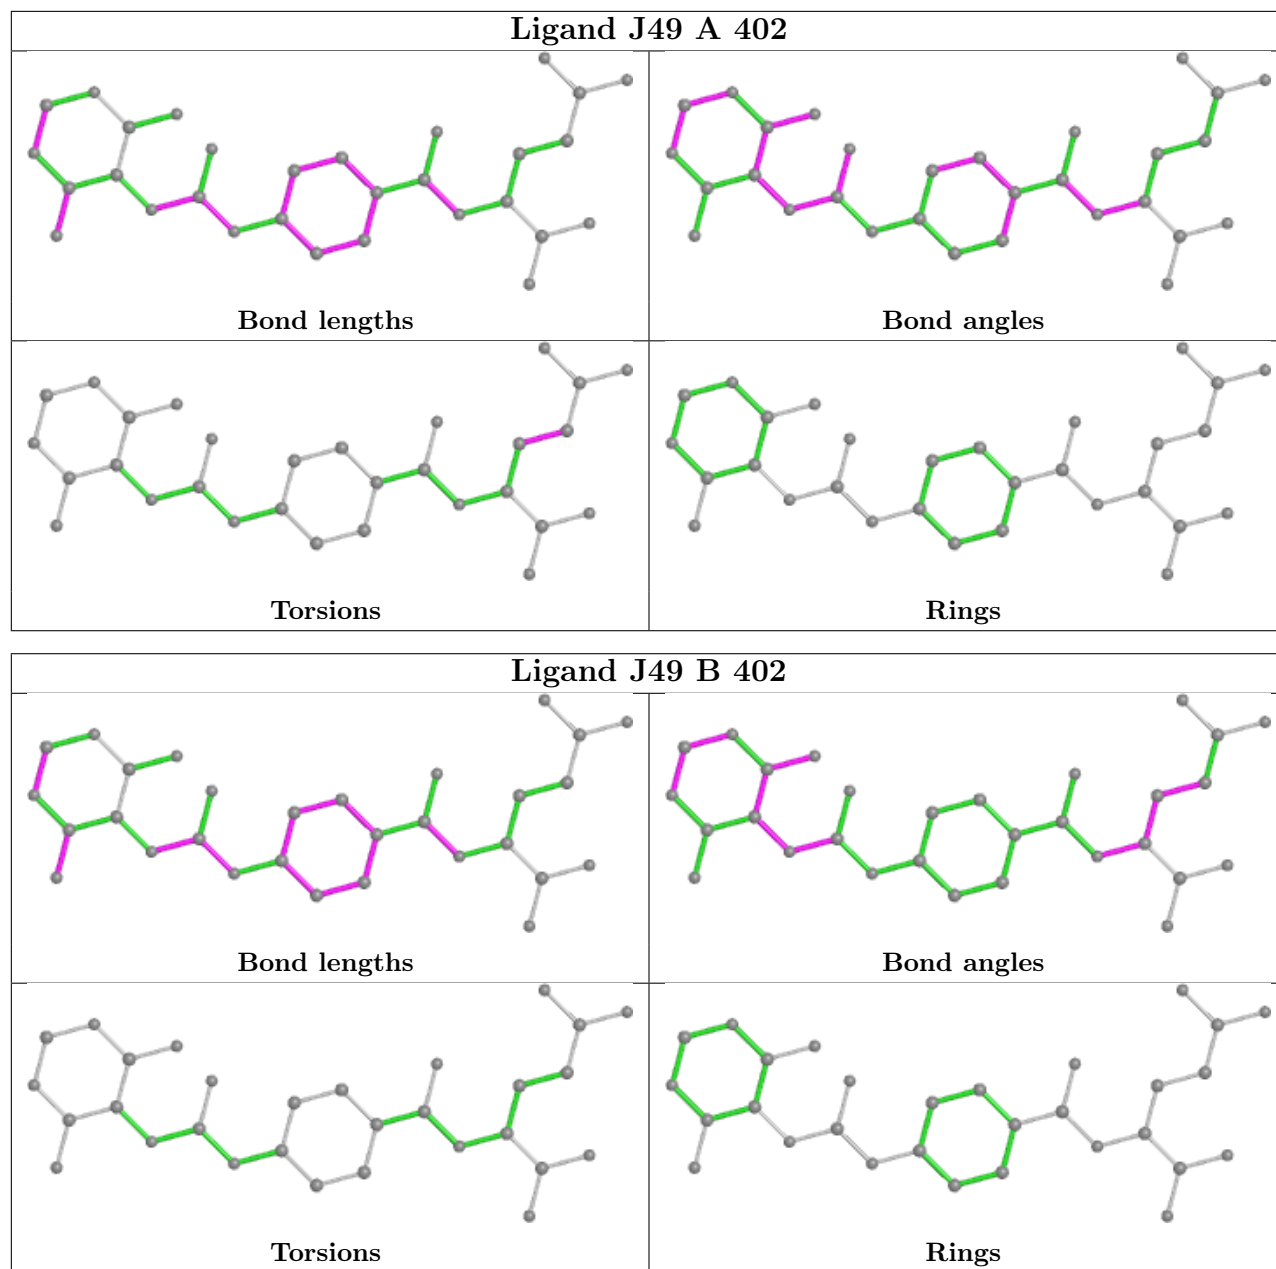 Ligand J49 A 402
Bond lengths
Bond angles
Torsions
Rings
Ligand J49 B 402
Bond lengths
Bond angles
Torsions
Rings